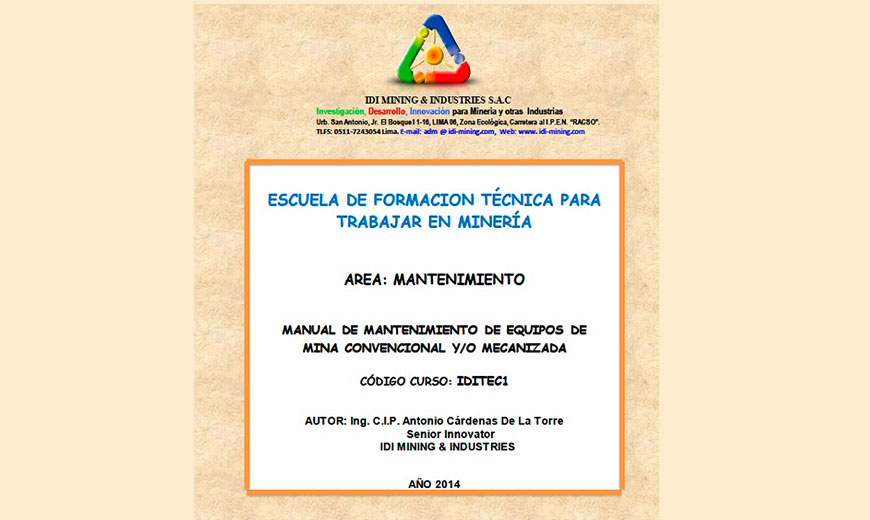 IDI MINING & INDUSTRIES S.A.C
Investigación, Desarrollo, Innovación para Mineria y otras Industrias
Urb. San Antonio, Jr. El Bosque I 1-16, LIMA 06, Zona Ecológica, Carretera al I.P.E.N. "RACSO".
TLFS: 0511-7243054 Lima. E-mail: adm @ idi-mining.com, Web: www. idi-mining.com
ESCUELA DE FORMACION TÉCNICA PARA
TRABAJAR EN MINERÍA
AREA: MANTENIMIENTO
MANUAL DE MANTENIMIENTO DE EQUIPOS DE
MINA CONVENCIONAL Y/O MECANIZADA
CÓDIGO CURSO: IDITEC1
AUTOR: Ing. C.I.P. Antonio Cárdenas De La Torre
Senior Innovator
IDI MINING & INDUSTRIES
AÑO 2014